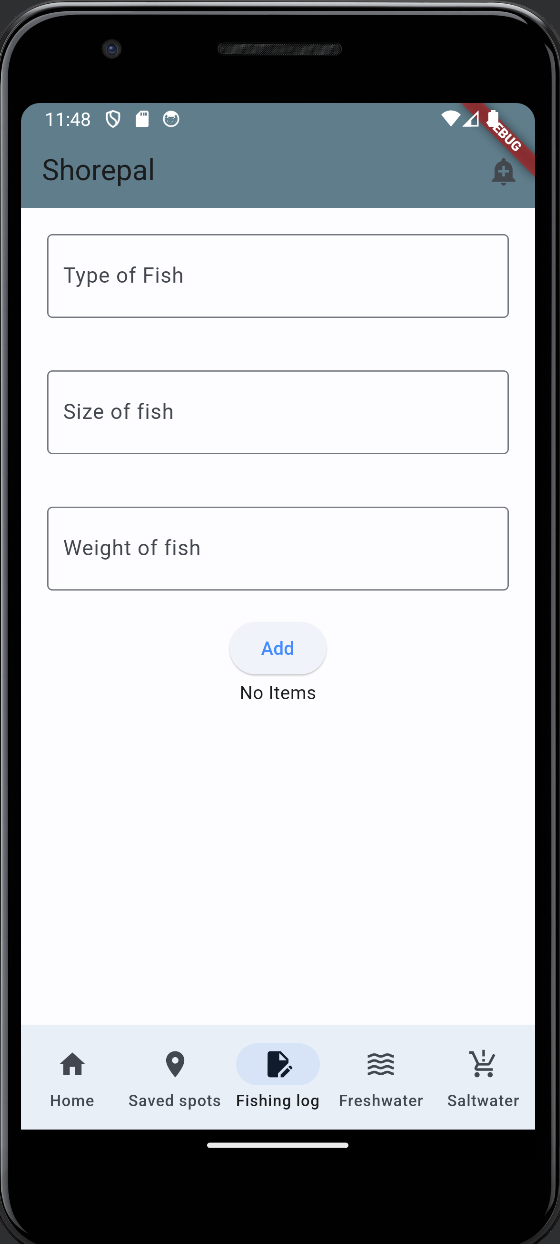 11:48
EBUG
Shorepal
Type of Fish
Size of fish
Weight of fish
Add
No Items
Home
Saved spots
Fishing log
Freshwater
Saltwater